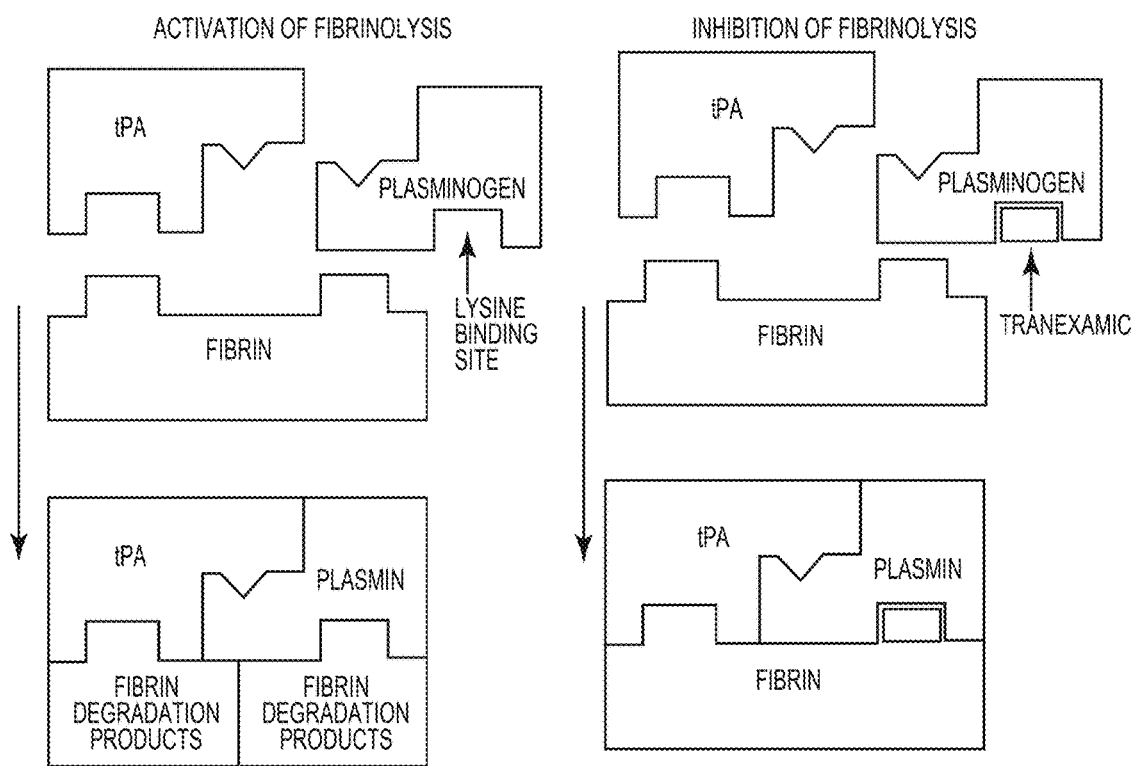 ACTIVATION OF FIBRINOLYSIS
tPA
PLASMINOGEN
LYSINE
BINDING
SITE
FIBRIN
tPA
PLASMIN
FIBRIN
DEGRADATION
PRODUCTS
FIBRIN
DEGRADATION
PRODUCTS
INHIBITION OF FIBRINOLYSIS
tPA
PLASMINOGEN
TRANEXAMIC
FIBRIN
tPA
PLASMIN
FIBRIN